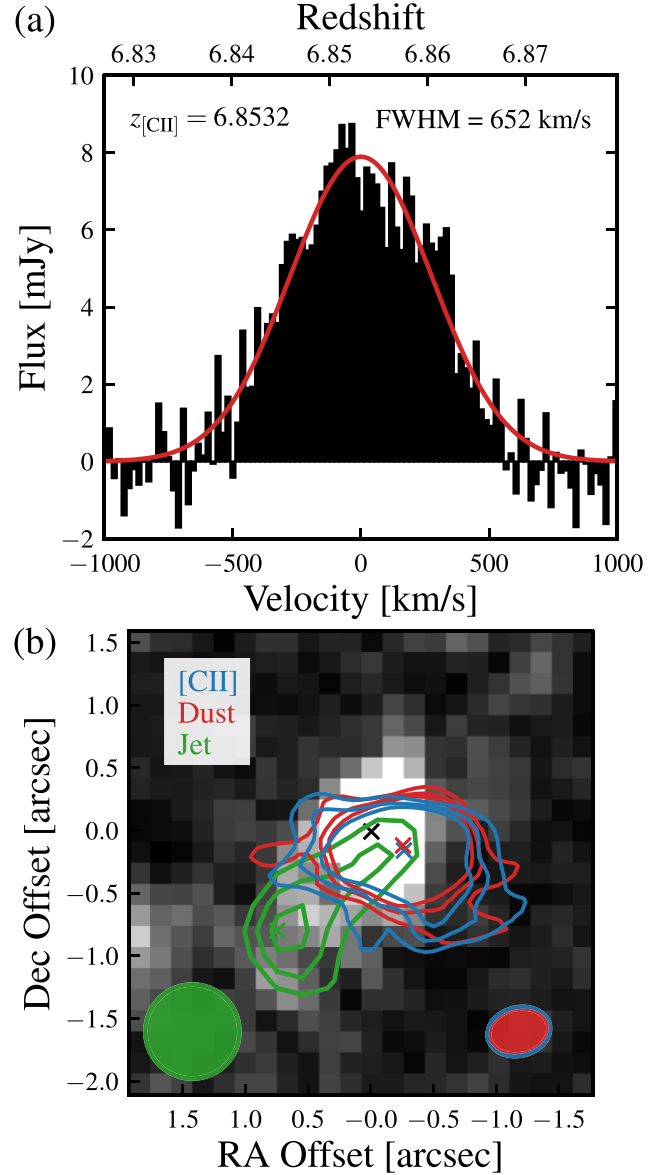 (a)
Redshift
6.83 6.84 6.85 6.86 6.87
z[CII] = 6.8532 FWHM = 652 km/s
10
8
6
4
2
0
−2
Flux [mJy]
−1000 −500 0 500 1000
Velocity [km/s]
(b)
[CII]
Dust
Jet
1.5
1.0
0.5
0.0
−0.5
−1.0
−1.5
−2.0
Dec Offset [arcsec]
1.5 1.0 0.5 −0.0 −0.5 −1.0 −1.5
RA Offset [arcsec]